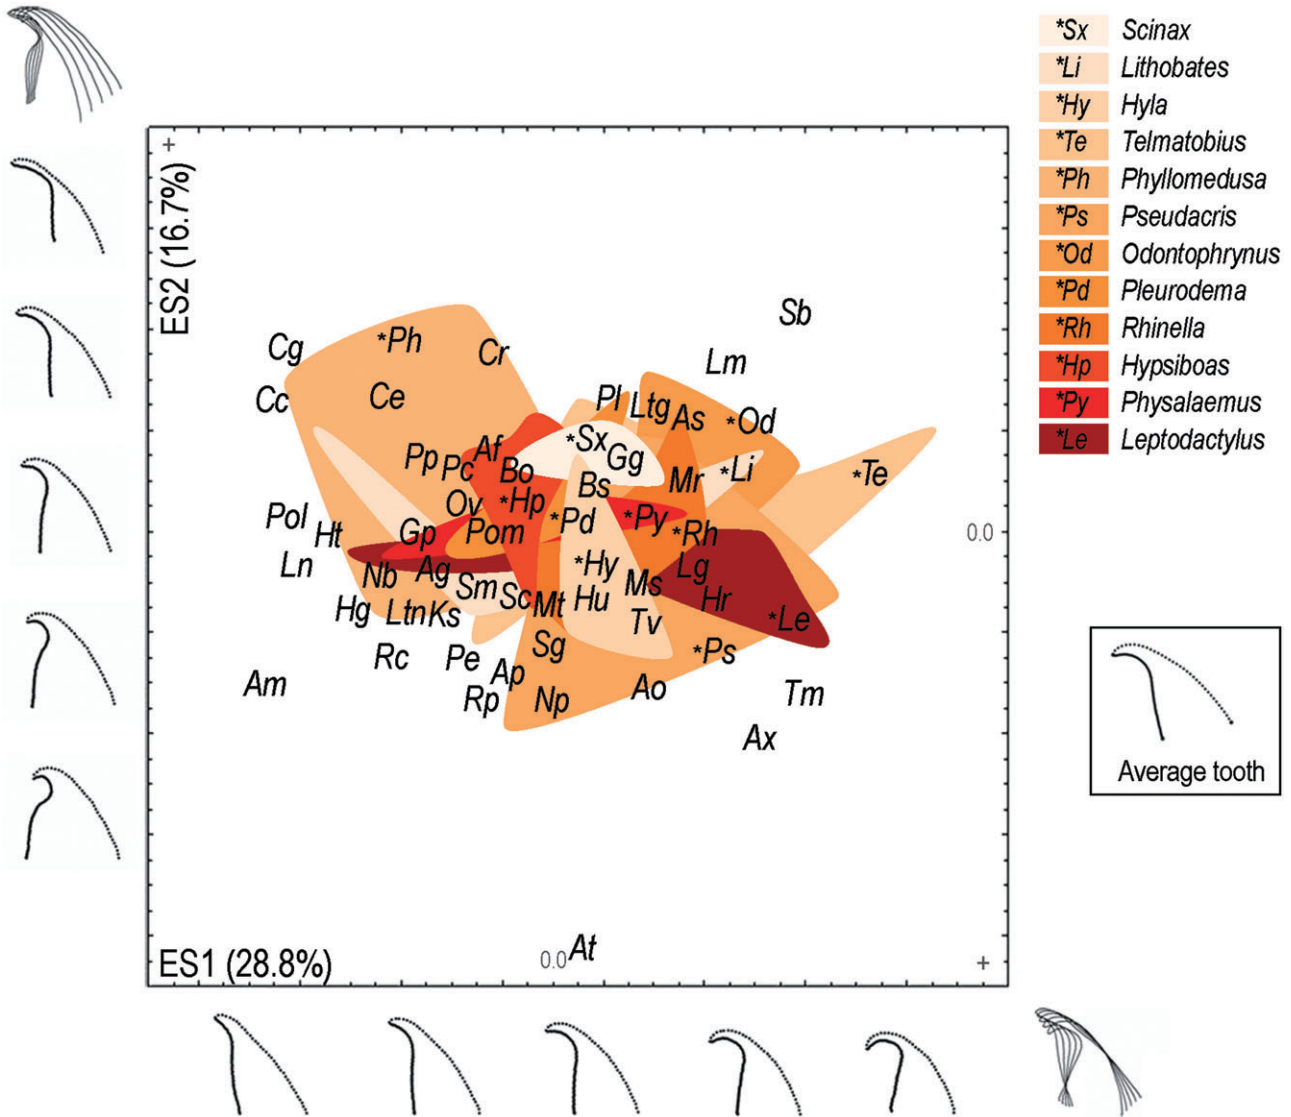 *Sx Scinax
*Li Lithobates
*Hy Hyla
*Te Telmatobius
*Ph Phyllomedusa
*Ps Pseudacris
*Od Odontophrynus
*Pd Pleurodema
*Rh Rhinella
*Hp Hypsiboas
*Py Physalaemus
*Le Leptodactylus
+
ES2 (16.7%)
Sb
Cg *Ph Cr
Lm
Cc Ce
Pl Ltg As *Od
Pp Pc Af Bo
*Sx Gg
Mr *Li *Te
Ov *Hp Bs
Pol Ht Gp Pom *Pd *Py *Rh
0.0
Ln Nb Ag Sm Sc *Hy Ms Lg
Hg Ltn Ks Mt Hu Tv Hr *Le
Rc Pe Sg *Ps
Am Ap Rp Np Ao Tm
Ax
At
ES1 (28.8%)
0.0
+
Average tooth